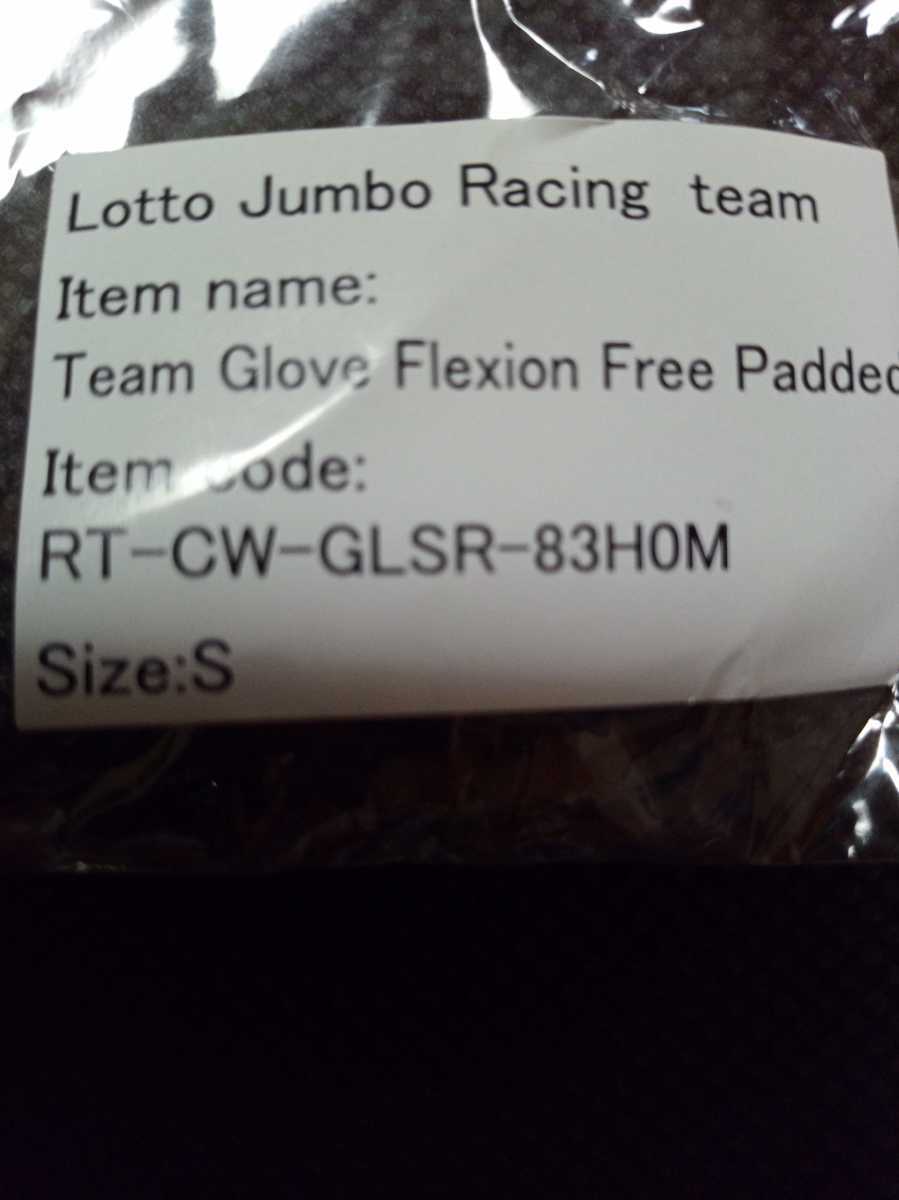 Lotto Jumbo Racing team
Item name:
Team Glove Flexion Free Padded
Item code:
RT-CW-GLSR-83H0M
Size:S